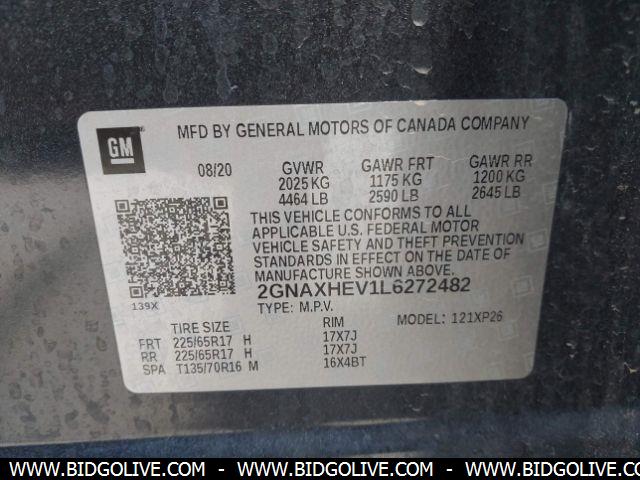 GM
MFD BY GENERAL MOTORS OF CANADA COMPANY
08/20 GVWR GAWR FRT GAWR RR
2025 KG 1175 KG 1200 KG
4464 LB 2590 LB 2645 LB
THIS VEHICLE CONFORMS TO ALL
APPLICABLE U.S. FEDERAL MOTOR
VEHICLE SAFETY AND THEFT PREVENTION
STANDARDS IN EFFECT ON THE DATE OF
MANUFACTURE SHOWN ABOVE.
2GNAXHEV1L6272482
139X
TYPE: M.P.V. MODEL: 121XP26
TIRE SIZE RIM
FRT 225/65R17 H 17X7J
RR 225/65R17 H 17X7J
SPA T135/70R16 M 16X4BT
WWW.BIDGOLIVE.COM - WWW.BIDGOLIVE.COM - WWW.BIDGOLIVE.COM